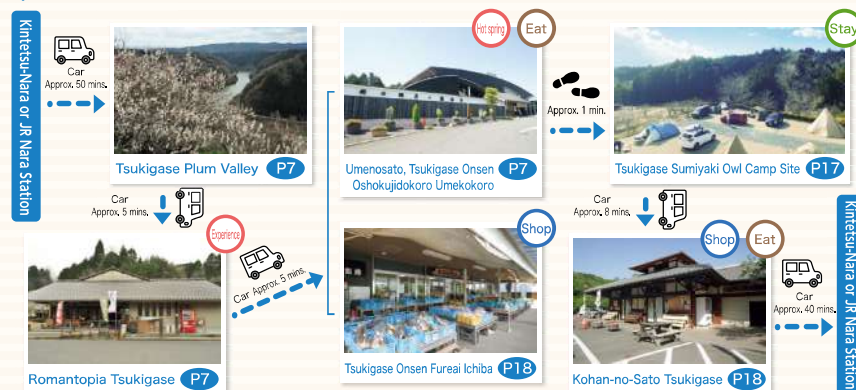 Kintetsu-Nara or JR Nara Station
Car
Approx. 50 mins.
Tsukigase Plum Valley P7
Car
Approx. 5 mins.
Experience
Romantopia Tsukigase P7
Car Approx. 5 mins.
Hot spring
Eat
Umenosato, Tsukigase Onsen
Oshokujidokoro Umekokoro
P7
Shop
Tsukigase Onsen Fureai Ichiba P18
Approx. 1 min.
Stay
Tsukigase Sumiyaki Owl Camp Site P17
Car
Approx. 8 mins.
Shop
Eat
Kohan-no-Sato Tsukigase P18
Car
Approx. 40 mins.
Kintetsu-Nara or JR Nara Station